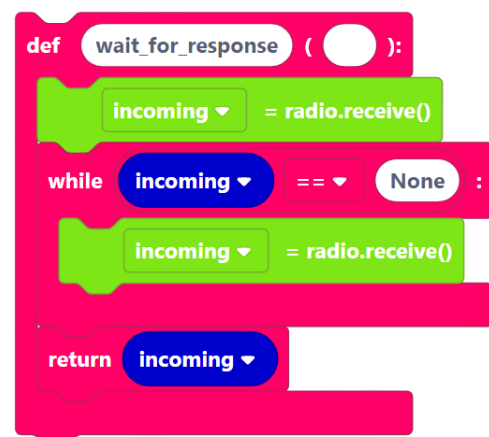 def wait_for_response ( ):
incoming = radio.receive()
while incoming == None :
incoming = radio.receive()
return incoming